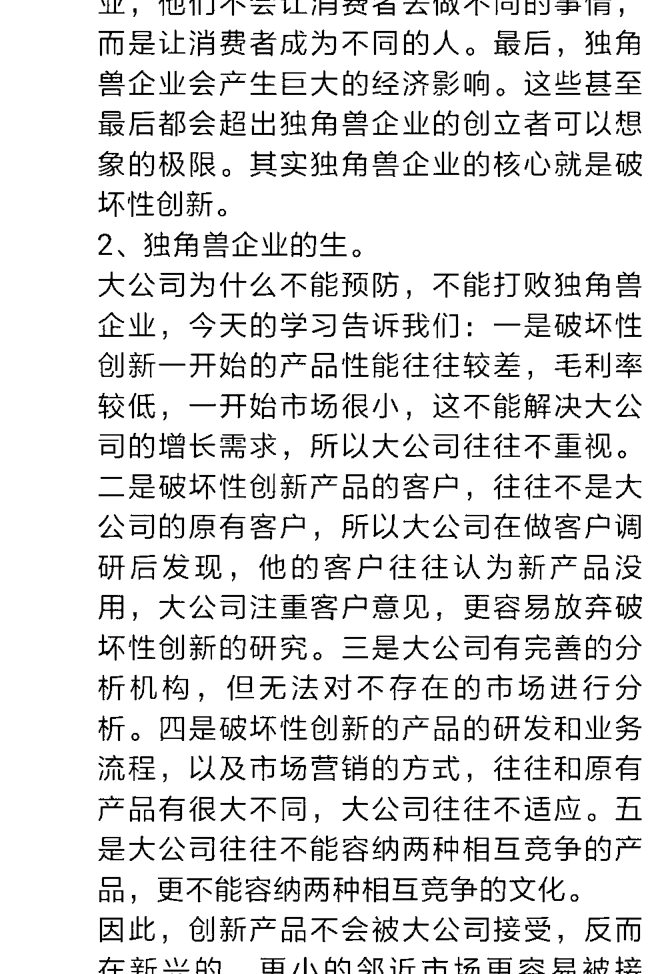 业，他们不会让消费者去做不同的事情，
而是让消费者成为不同的人。最后，独角
兽企业会产生巨大的经济影响。这些甚至
最后都会超出独角兽企业的创立者可以想
象的极限。其实独角兽企业的核心就是破
坏性创新。
2、独角兽企业的生。
大公司为什么不能预防，不能打败独角兽
企业，今天的学习告诉我们：一是破坏性
创新一开始的产品性能往往较差，毛利率
较低，一开始市场很小，这不能解决大公
司的增长需求，所以大公司往往不重视。
二是破坏性创新产品的客户，往往不是大
公司的原有客户，所以大公司在做客户调
研后发现，他的客户往往认为新产品没
用，大公司注重客户意见，更容易放弃破
坏性创新的研究。三是大公司有完善的分
析机构，但无法对不存在的市场进行分
析。四是破坏性创新的产品的研发和业务
流程，以及市场营销的方式，往往和原有
产品有很大不同，大公司往往不适应。五
是大公司往往不能容纳两种相互竞争的产
品，更不能容纳两种相互竞争的文化。
因此，创新产品不会被大公司接受，反而
在新兴的、更小的邻近市场更容易被接